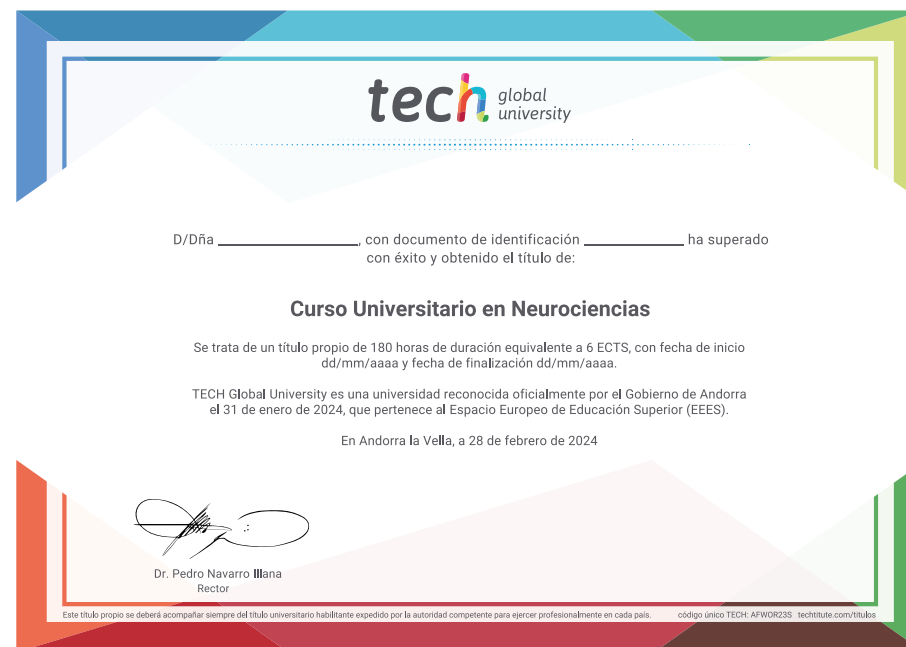 tech global university
D/Dña ____________________, con documento de identificación ______________ ha superado
con éxito y obtenido el título de:
Curso Universitario en Neurociencias
Se trata de un título propio de 180 horas de duración equivalente a 6 ECTS, con fecha de inicio
dd/mm/aaaa y fecha de finalización dd/mm/aaaa.
TECH Global University es una universidad reconocida oficialmente por el Gobierno de Andorra
el 31 de enero de 2024, que pertenece al Espacio Europeo de Educación Superior (EEES).
En Andorra la Vella, a 28 de febrero de 2024
Dr. Pedro Navarro Illana
Rector
Este título propio se deberá acompañar siempre del título universitario habilitante expedido por la autoridad competente para ejercer profesionalmente en cada país. código único TECH: AFWOR23S techtitute.com/titulos